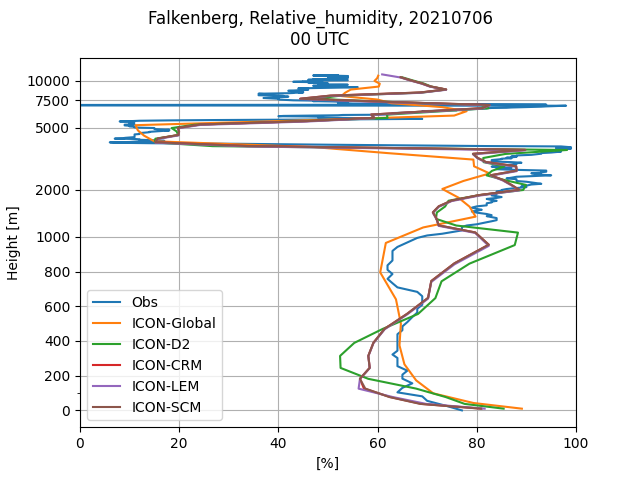 Falkenberg, Relative_humidity, 20210706
00 UTC
10000
7500
5000
2000
1000
800
600
400
200
0
Height [m]
Obs
ICON-Global
ICON-D2
ICON-CRM
ICON-LEM
ICON-SCM
0 20 40 60 80 100
[%]